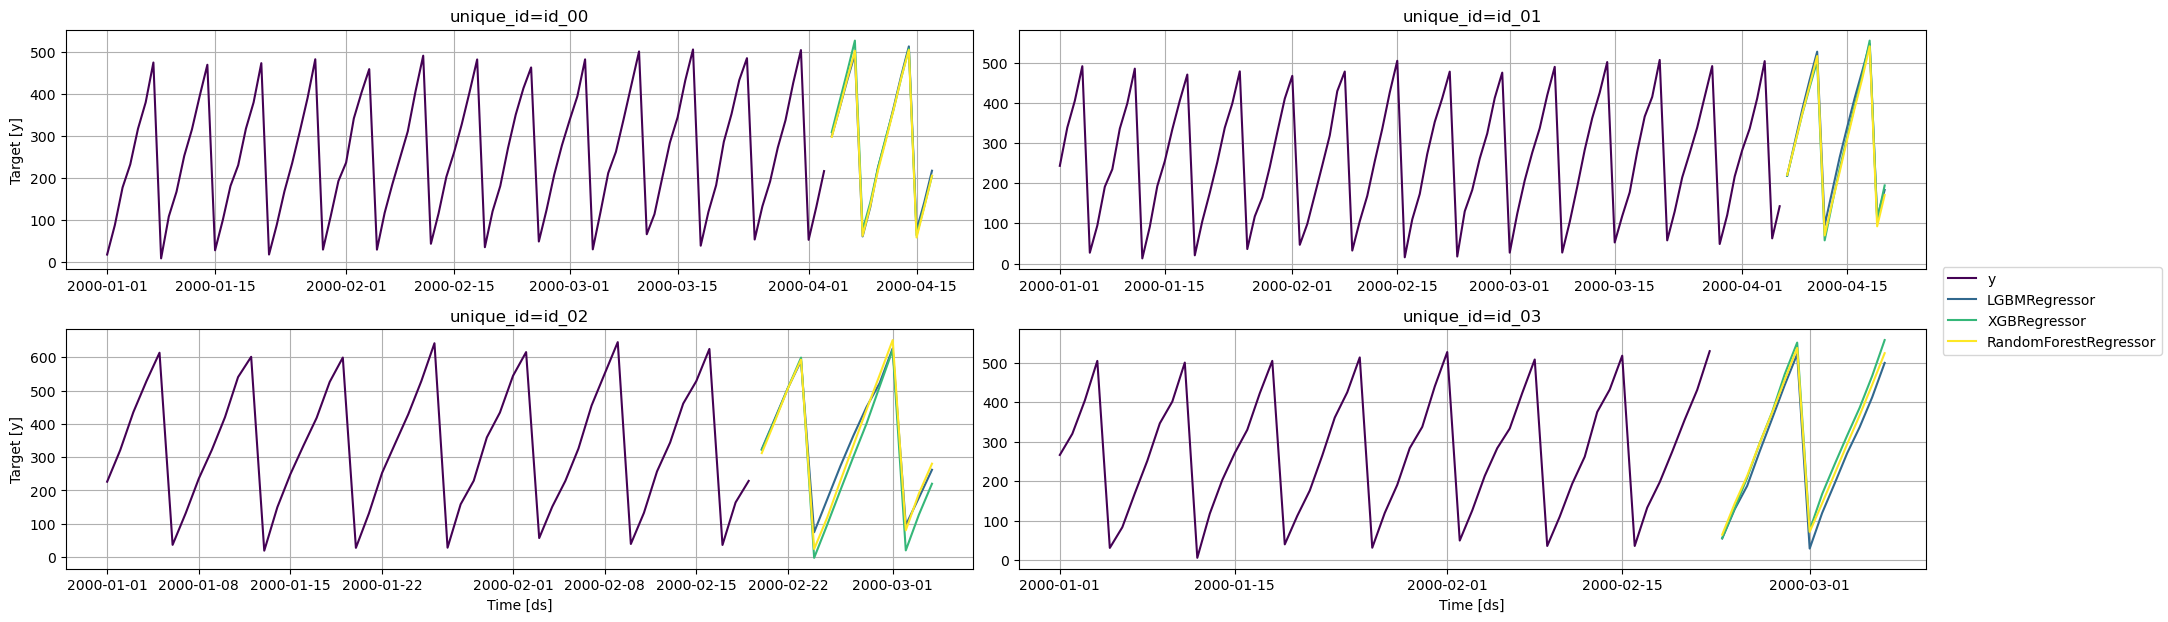 unique_id=id_00
Target [y]
500
400
300
200
100
0
2000-01-01 2000-01-15 2000-02-01 2000-02-15 2000-03-01 2000-03-15 2000-04-01 2000-04-15
unique_id=id_01
500
400
300
200
100
0
2000-01-01 2000-01-15 2000-02-01 2000-02-15 2000-03-01 2000-03-15 2000-04-01 2000-04-15
unique_id=id_02
Target [y]
600
500
400
300
200
100
0
2000-01-01 2000-01-08 2000-01-15 2000-01-22 2000-02-01 2000-02-08 2000-02-15 2000-02-22 2000-03-01
Time [ds]
unique_id=id_03
500
400
300
200
100
0
2000-01-01 2000-01-15 2000-02-01 2000-02-15 2000-03-01
Time [ds]
y
LGBMRegressor
XGBRegressor
RandomForestRegressor